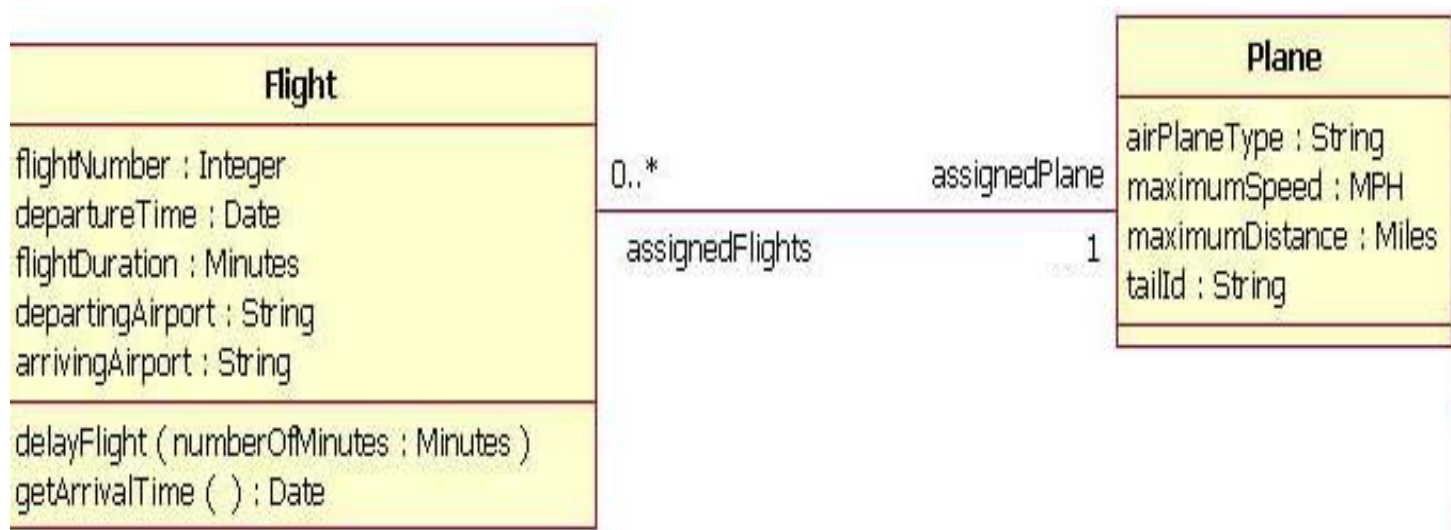 Flight
flightNumber : Integer
departureTime : Date
flightDuration : Minutes
departingAirport : String
arrivingAirport : String
delayFlight ( numberOfMinutes : Minutes )
getArrivalTime ( ) : Date
0..*
assignedFlights
assignedPlane
1
Plane
airPlaneType : String
maximumSpeed : MPH
maximumDistance : Miles
tailId : String